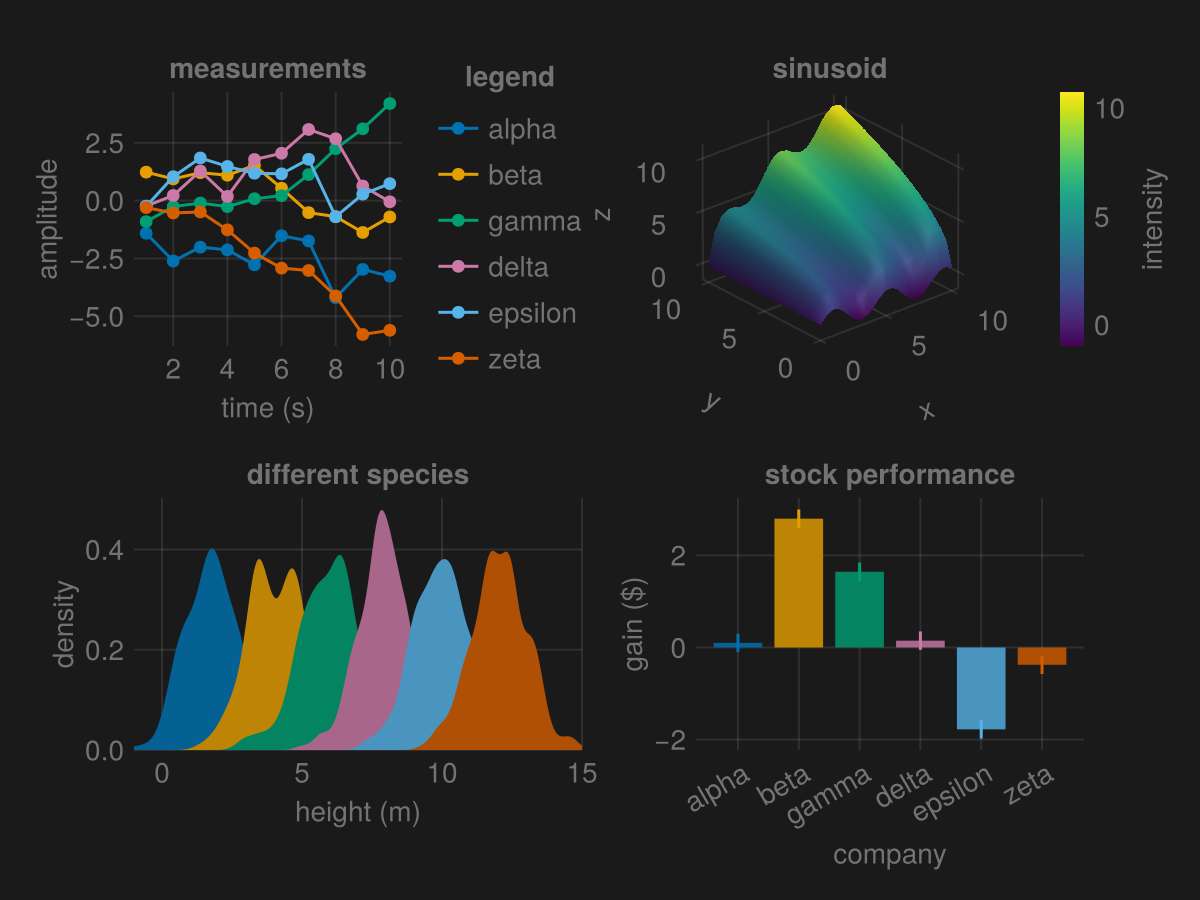 measurements
amplitude
2.5
0.0
−2.5
−5.0
2 4 6 8 10
time (s)
legend
alpha
beta
gamma
delta
epsilon
zeta
sinusoid
z
10
5
0
10
5
0
y
0
5
10
x
10
5
0
intensity
different species
density
0.4
0.2
0.0
0 5 10 15
height (m)
stock performance
gain ($)
2
0
−2
alpha beta gamma delta epsilon zeta
company